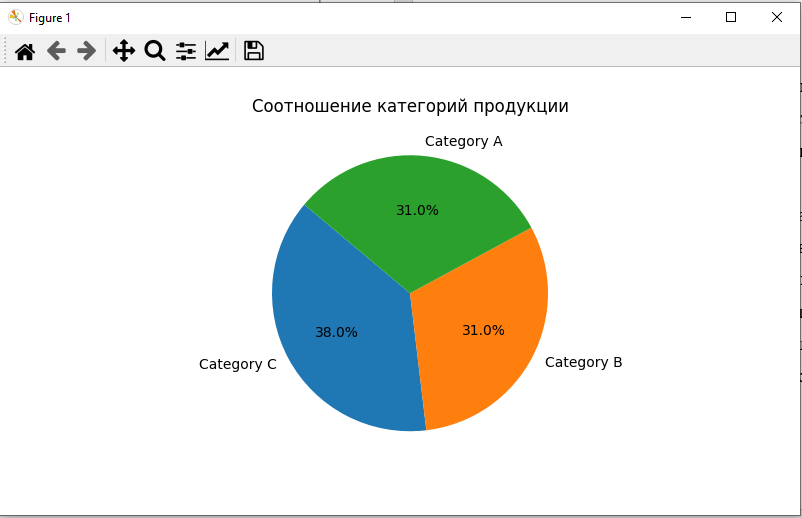 Figure 1
Соотношение категорий продукции
Category A
31.0%
38.0%
31.0%
Category C
Category B